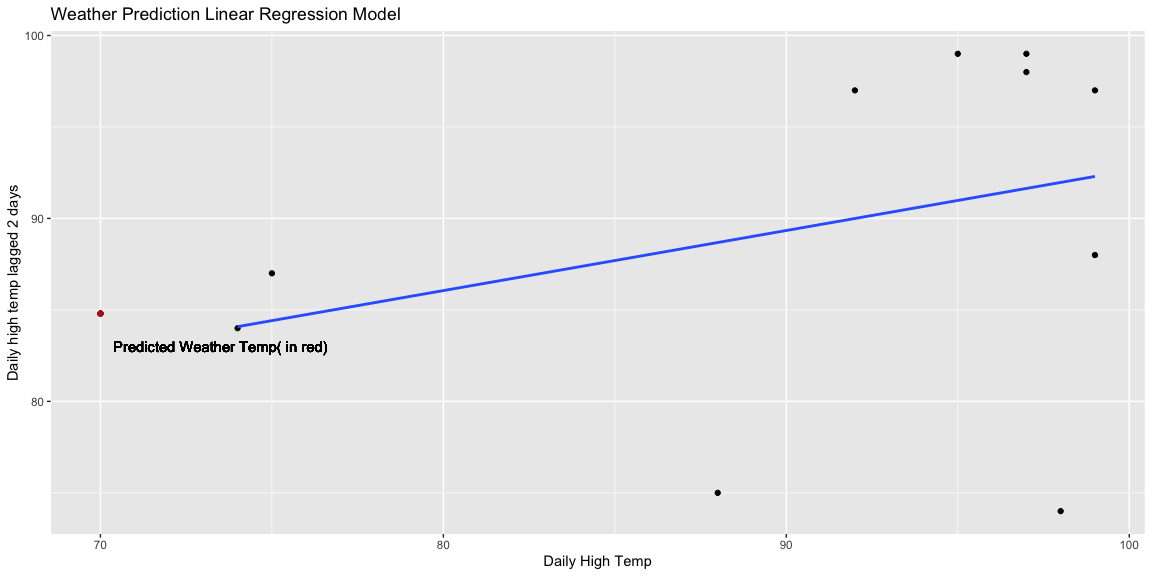 Weather Prediction Linear Regression Model
100
90
80
Daily high temp lagged 2 days
Predicted Weather Temp( in red)
70
80
90
100
Daily High Temp